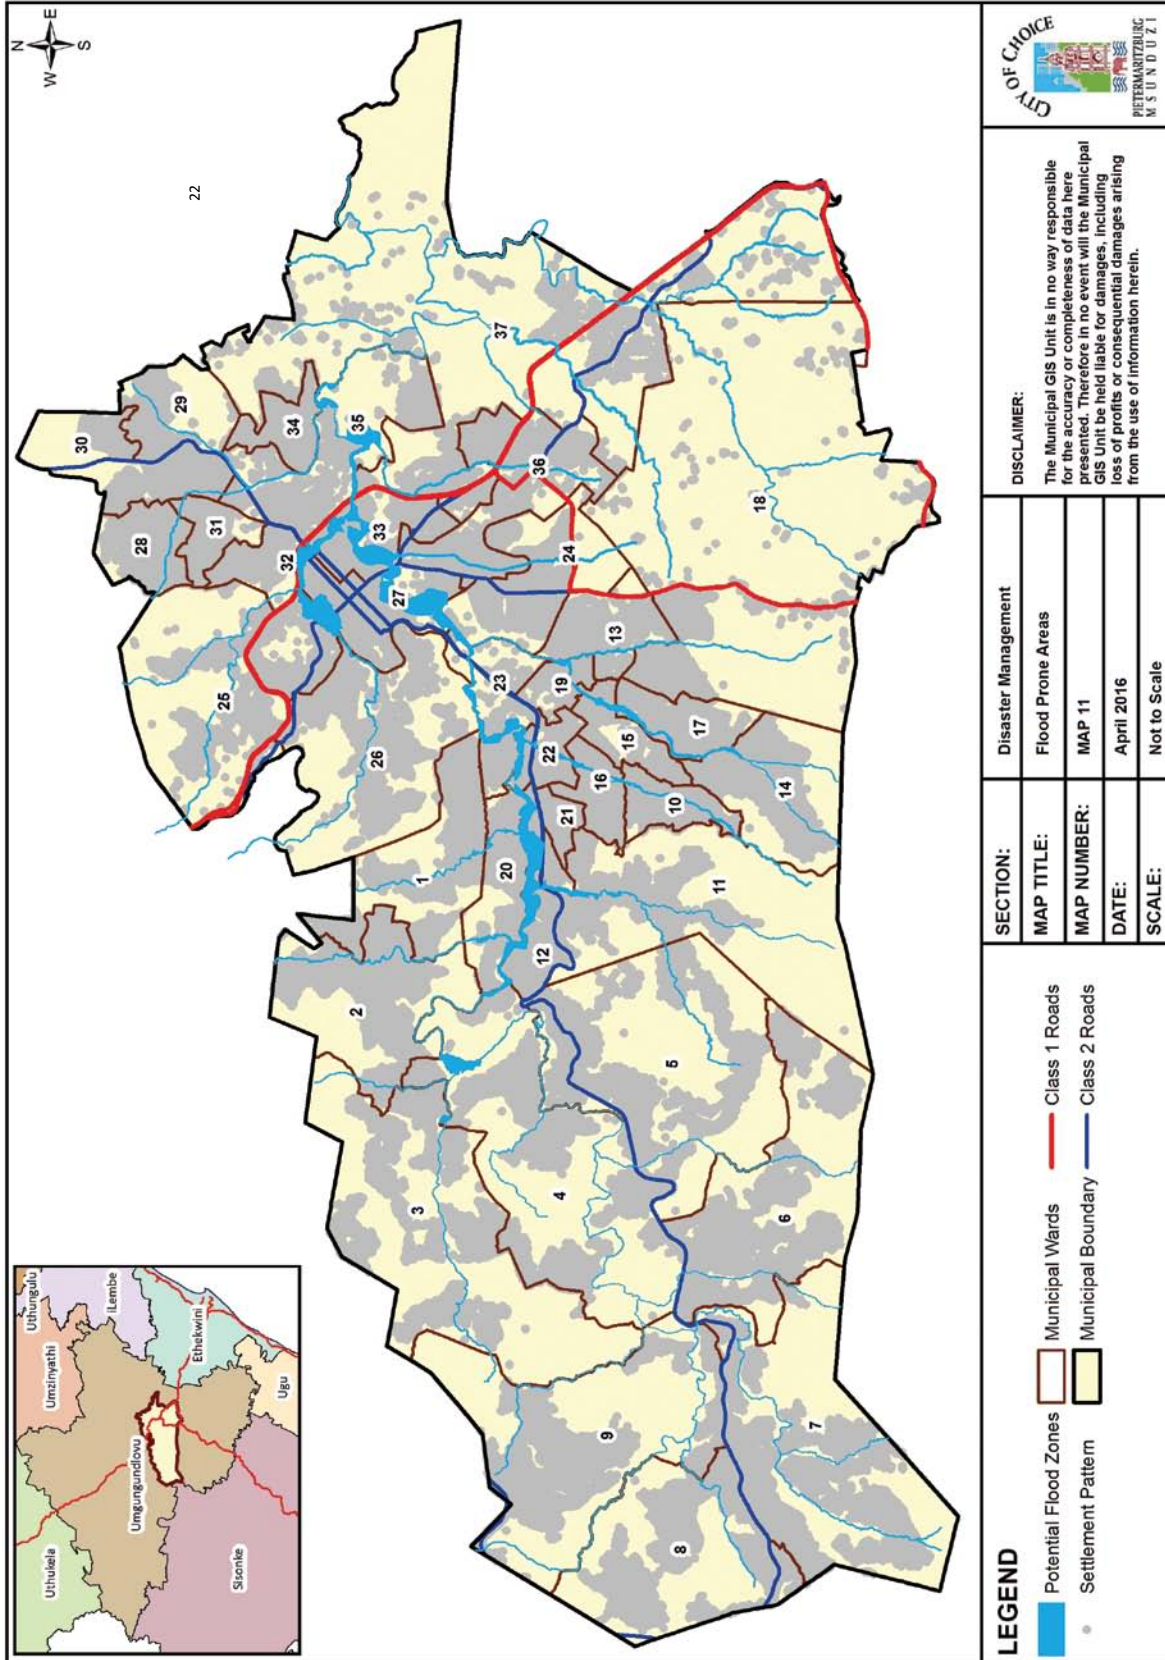 22
N
E
S
W
Uthungulu
Umzinyathi
iLembe
Uthukela
Umgungundlovu
Ethekwini
Ugu
Sisonke
1
2
3
4
5
6
7
8
9
10
11
12
13
14
15
16
17
18
19
20
21
22
23
24
25
26
27
28
29
30
31
32
33
34
35
36
37
LEGEND
Potential Flood Zones
Municipal Wards
Class 1 Roads
Settlement Pattern
Municipal Boundary
Class 2 Roads
SECTION: Disaster Management
MAP TITLE: Flood Prone Areas
MAP NUMBER: MAP 11
DATE: April 2016
SCALE: Not to Scale
DISCLAIMER:
The Municipal GIS Unit is in no way responsible
for the accuracy or completeness of data here
presented. Therefore in no event will the Municipal
GIS Unit be held liable for damages, including
loss of profits or consequential damages arising
from the use of information herein.
CITY OF CHOICE
PIETERMARITZBURG
MSUNDUZI